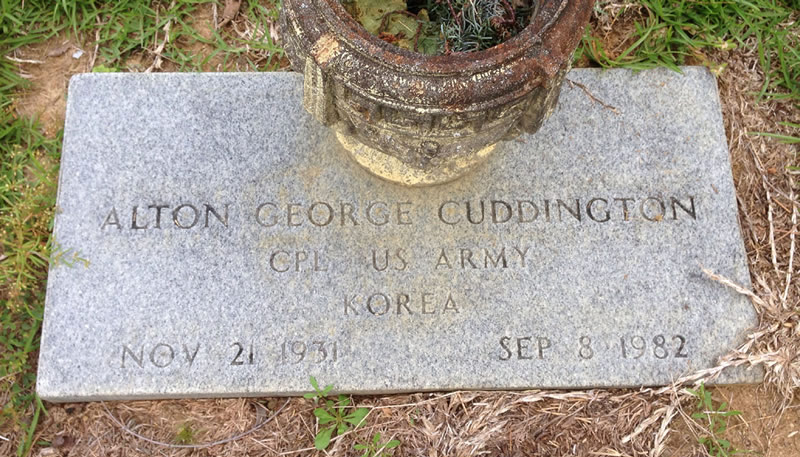 ALTON GEORGE CUDDINGTON
CPL US ARMY
KOREA
NOV 21 1931 SEP 8 1982